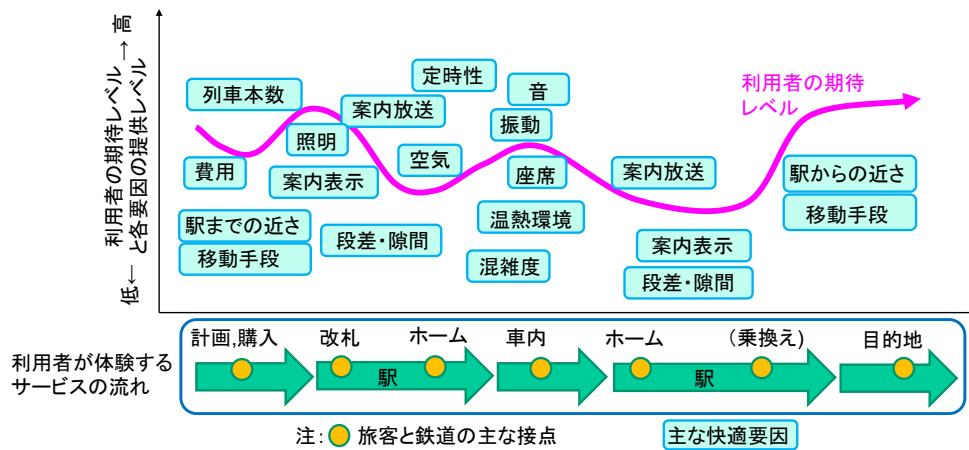 低← 利用者の期待レベル →高
と各要因の提供レベル
列車本数
費用
駅までの近さ
移動手段
照明
案内放送
案内表示
段差・隙間
定時性
空気
音
振動
座席
温熱環境
混雑度
案内放送
案内表示
段差・隙間
利用者の期待
レベル
駅からの近さ
移動手段
利用者が体験する
サービスの流れ
計画,購入
改札
ホーム
駅
車内
ホーム
(乗換え)
駅
目的地
注: 旅客と鉄道の主な接点
主な快適要因